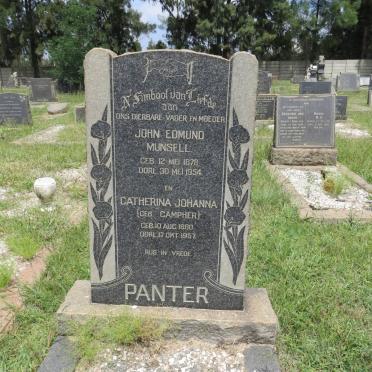 'n Simbool van Liefde
aan
ONS DIERBARE VADER EN MOEDER
JOHN EDMUND
MUNSELL
GEB. 12 MEI 1878
OORL. 30 MEI 1954
EN
CATHERINA JOHANNA
(GEB. CAMPHER)
GEB. 10 AUG. 1880
OORL. 17 OKT. 1957
RUS IN VREDE
PANTER